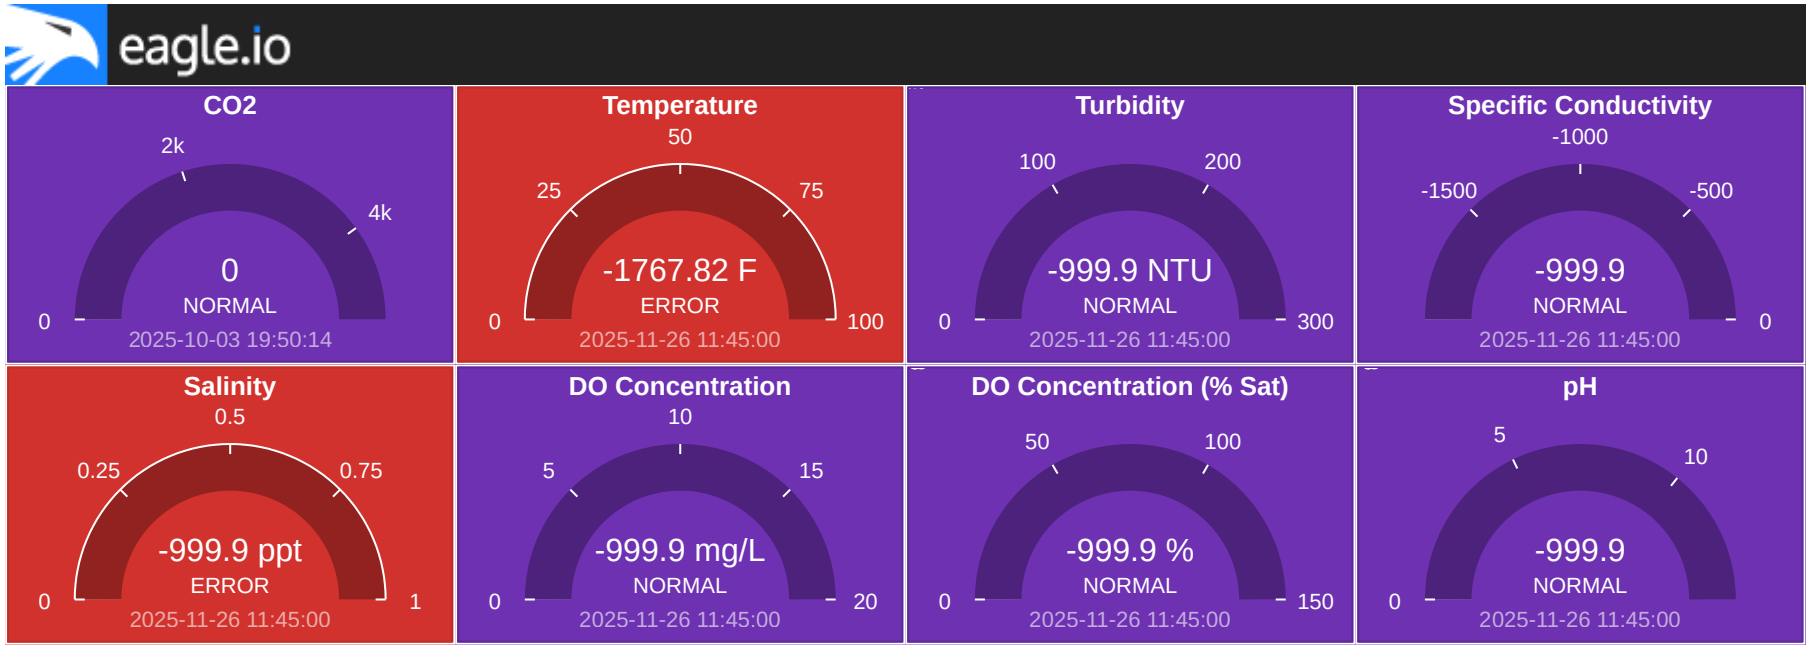 eagle.io
CO2
2k
4k
0
0
NORMAL
2025-10-03 19:50:14
Temperature
50
25
75
-1767.82 F
ERROR
0
100
2025-11-26 11:45:00
Turbidity
100
200
-999.9 NTU
NORMAL
0
300
2025-11-26 11:45:00
Specific Conductivity
-1000
-1500
-500
-999.9
NORMAL
0
2025-11-26 11:45:00
Salinity
0.5
0.25
0.75
-999.9 ppt
ERROR
0
1
2025-11-26 11:45:00
DO Concentration
10
5
15
-999.9 mg/L
NORMAL
0
20
2025-11-26 11:45:00
DO Concentration (% Sat)
50
100
-999.9 %
NORMAL
0
150
2025-11-26 11:45:00
pH
5
10
-999.9
NORMAL
0
2025-11-26 11:45:00